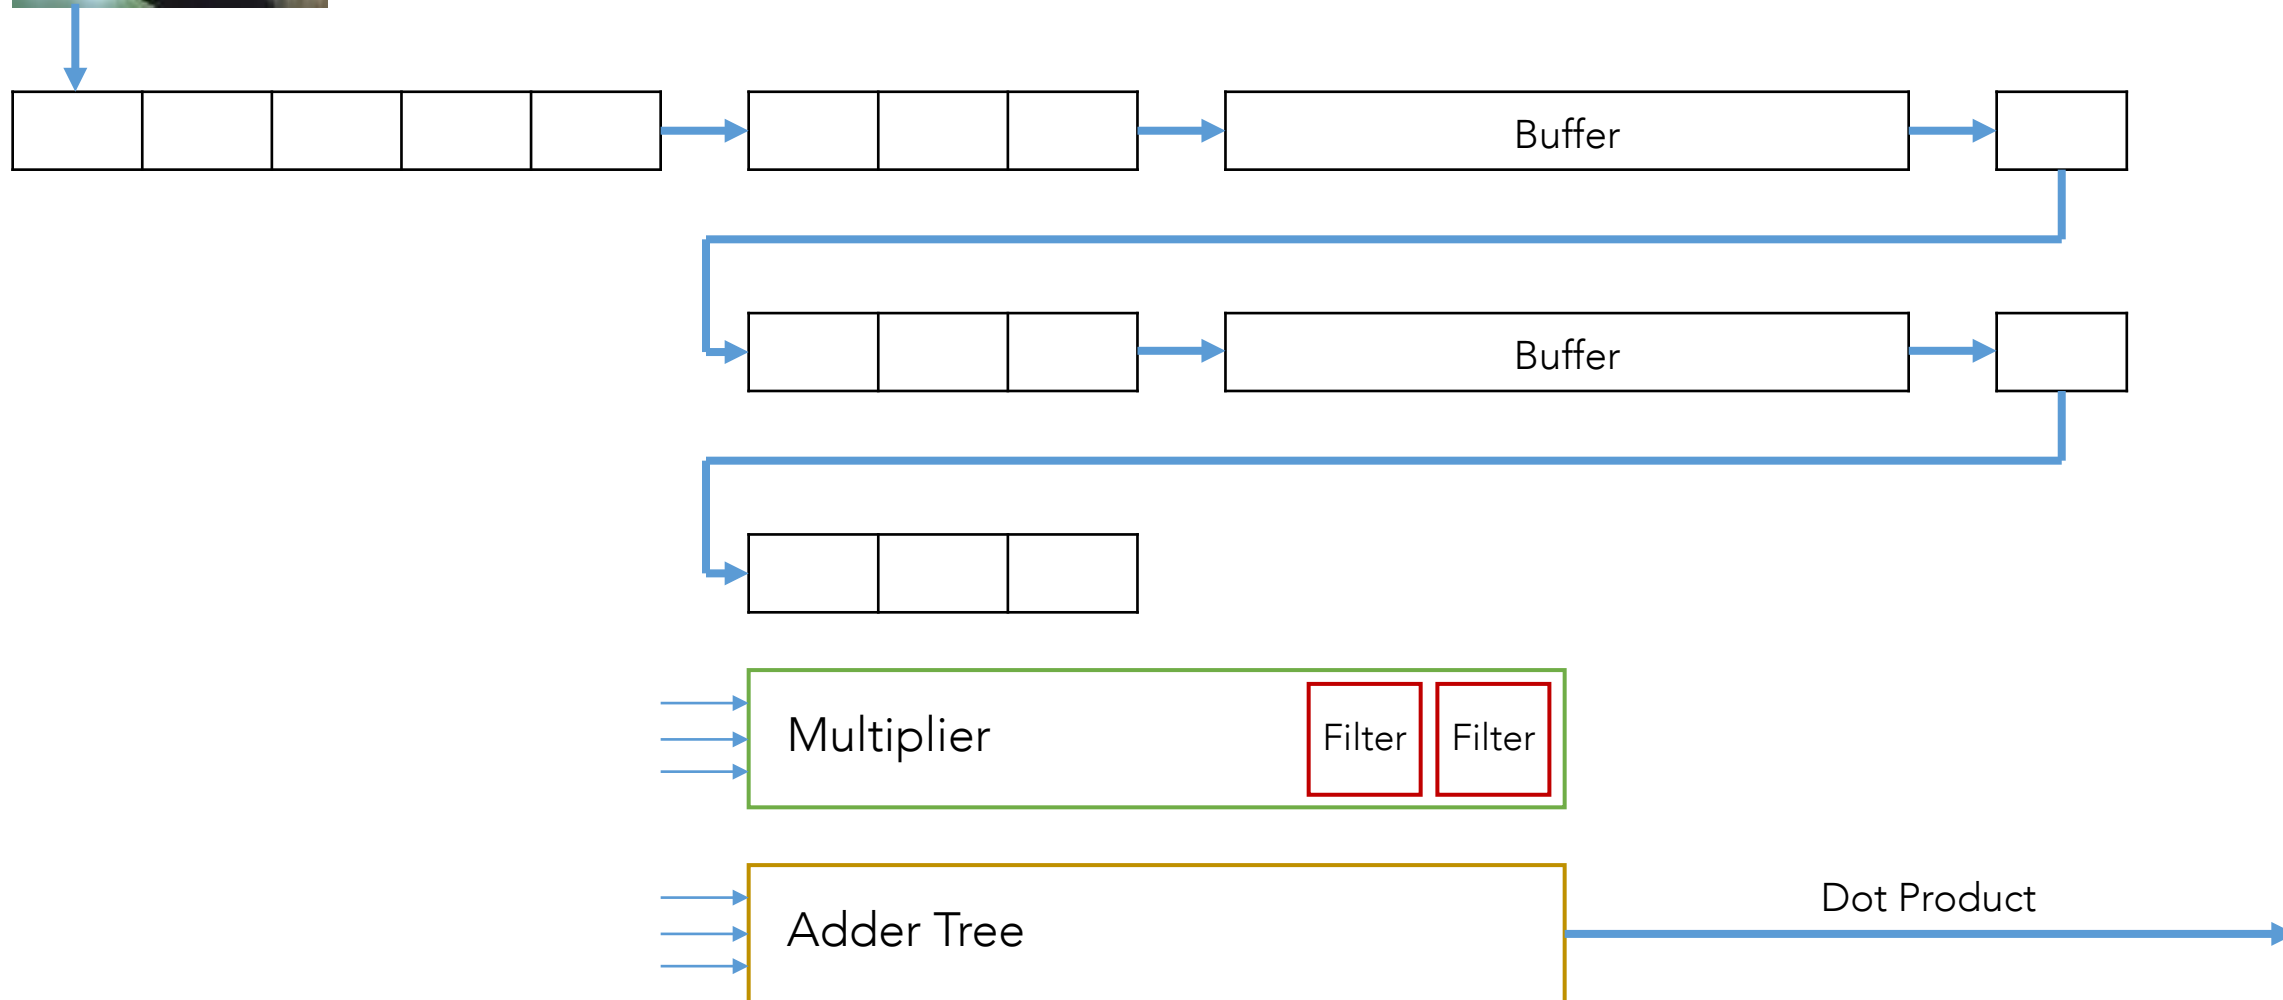 Buffer
Buffer
Multiplier
Filter
Filter
Adder Tree
Dot Product